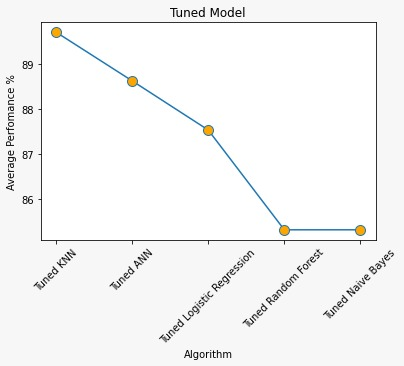 Tuned Model
Average Perfomance %
89
88
87
86
Tuned KNN
Tuned ANN
Tuned Logistic Regression
Tuned Random Forest
Tuned Naive Bayes
Algorithm